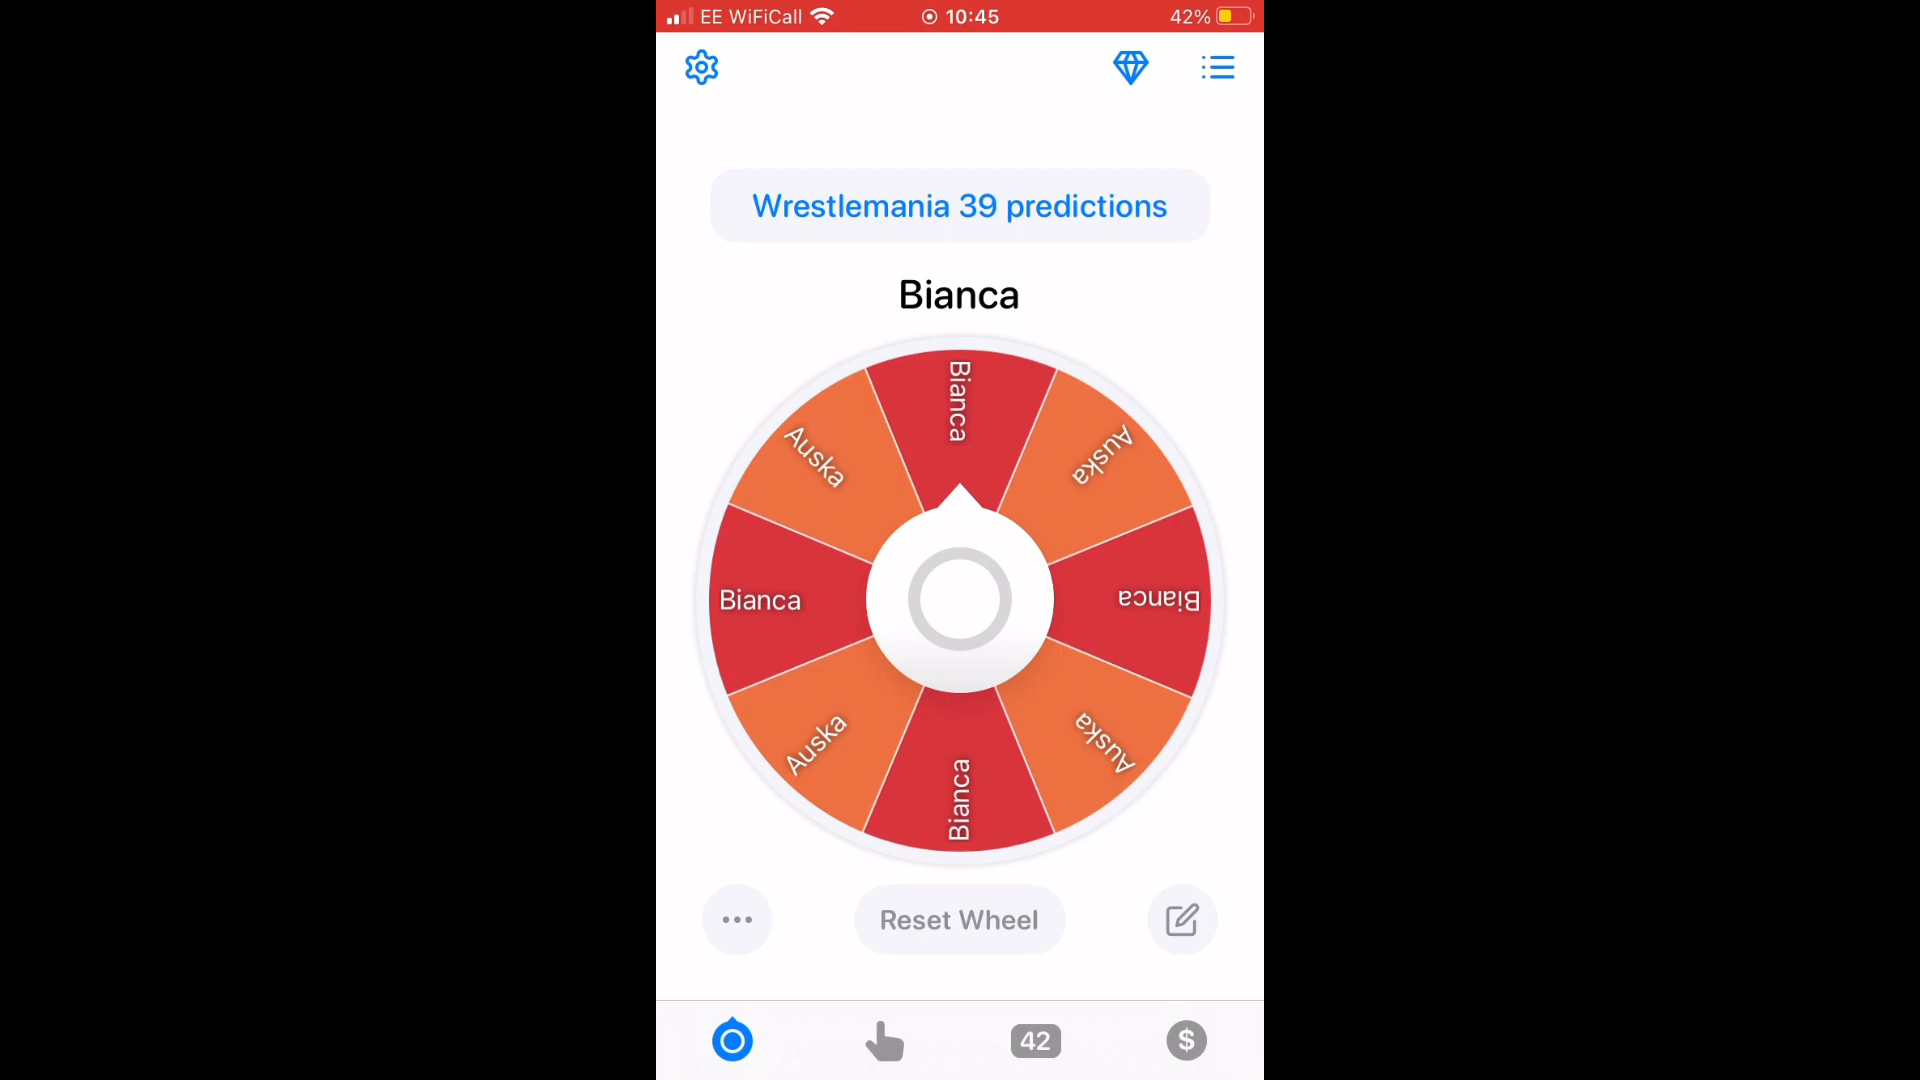 EE WiFiCall 10:45 42%
Wrestlemania 39 predictions
Bianca
Bianca
Auska
Auska
Bianca
Bianca
Auska
Auska
Bianca
Reset Wheel
42 $